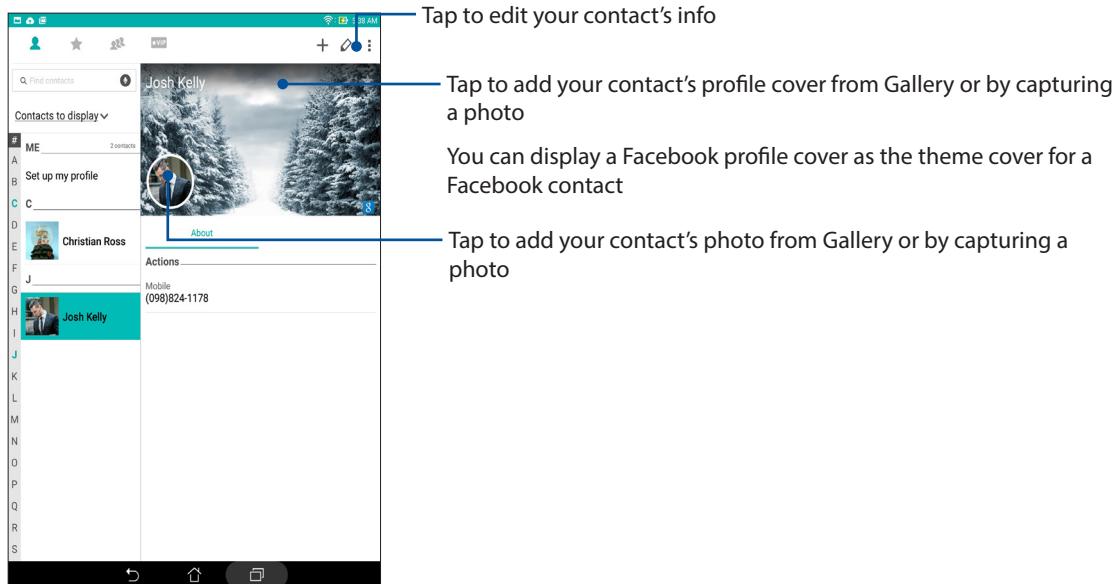 Tap to edit your contact’s info
Tap to add your contact’s profile cover from Gallery or by capturing
a photo
You can display a Facebook profile cover as the theme cover for a
Facebook contact
Tap to add your contact’s photo from Gallery or by capturing a
photo
VIP
Find contacts
Contacts to display
ME
2 contacts
Set up my profile
C
Christian Ross
J
Josh Kelly
#
A
B
C
D
E
F
G
H
I
J
K
L
M
N
O
P
Q
R
S
Josh Kelly
8
About
Actions
Mobile
(098)824-1178